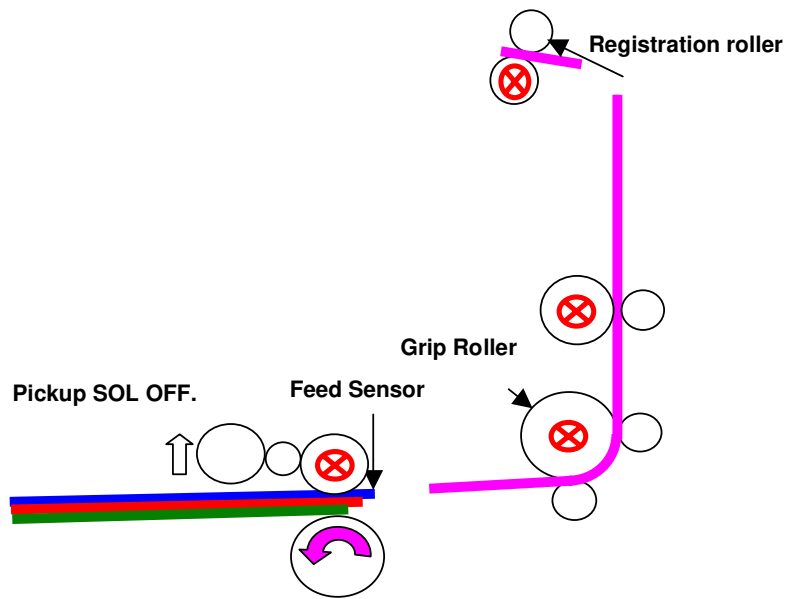 Registration roller
Grip Roller
Pickup SOL OFF.
Feed Sensor